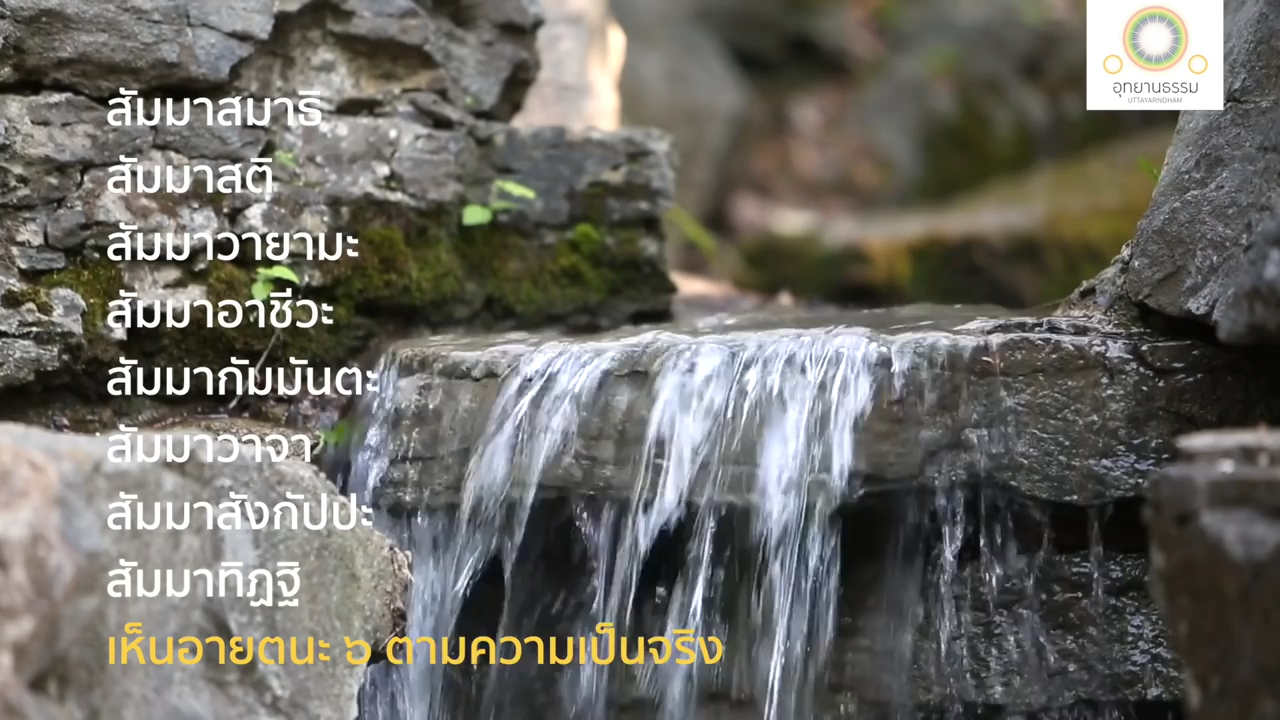 สัมมาสมาธิ
สัมมาสติ
สัมมาวายามะ
สัมมาอาชีวะ
สัมมากัมมันตะ
สัมมาวาจา
สัมมาสังกัปปะ
สัมมาทิฏฐิ
เห็นอายตนะ ๖ ตามความเป็นจริง
อุทยานธรรม
UTTAYARNDHAM